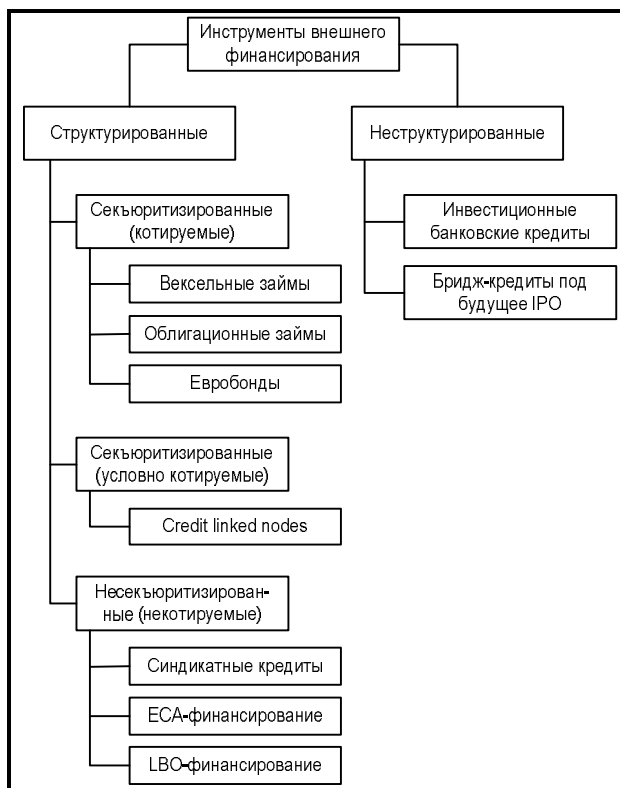 Инструменты внешнего
финансирования
Структурированные
Неструктурированные
Секъюритизированные
(котируемые)
Вексельные займы
Облигационные займы
Евробонды
Секъюритизированные
(условно котируемые)
Credit linked nodes
Несекъюритизирован-
ные (некотируемые)
Синдикатные кредиты
ECA-финансирование
LBO-финансирование
Инвестиционные
банковские кредиты
Бридж-кредиты под
будущее IPO